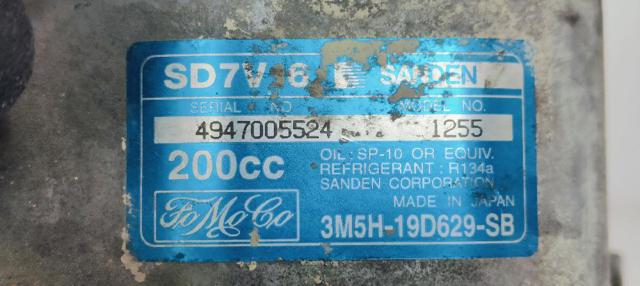 SD7V16 SANDEN
SERIAL NO MODEL NO.
4947005524 1255
200cc OIL: SP-10 OR EQUIV.
REFRIGERANT : R134a
SANDEN CORPORATION
MADE IN JAPAN
FoMoCo 3M5H-19D629-SB